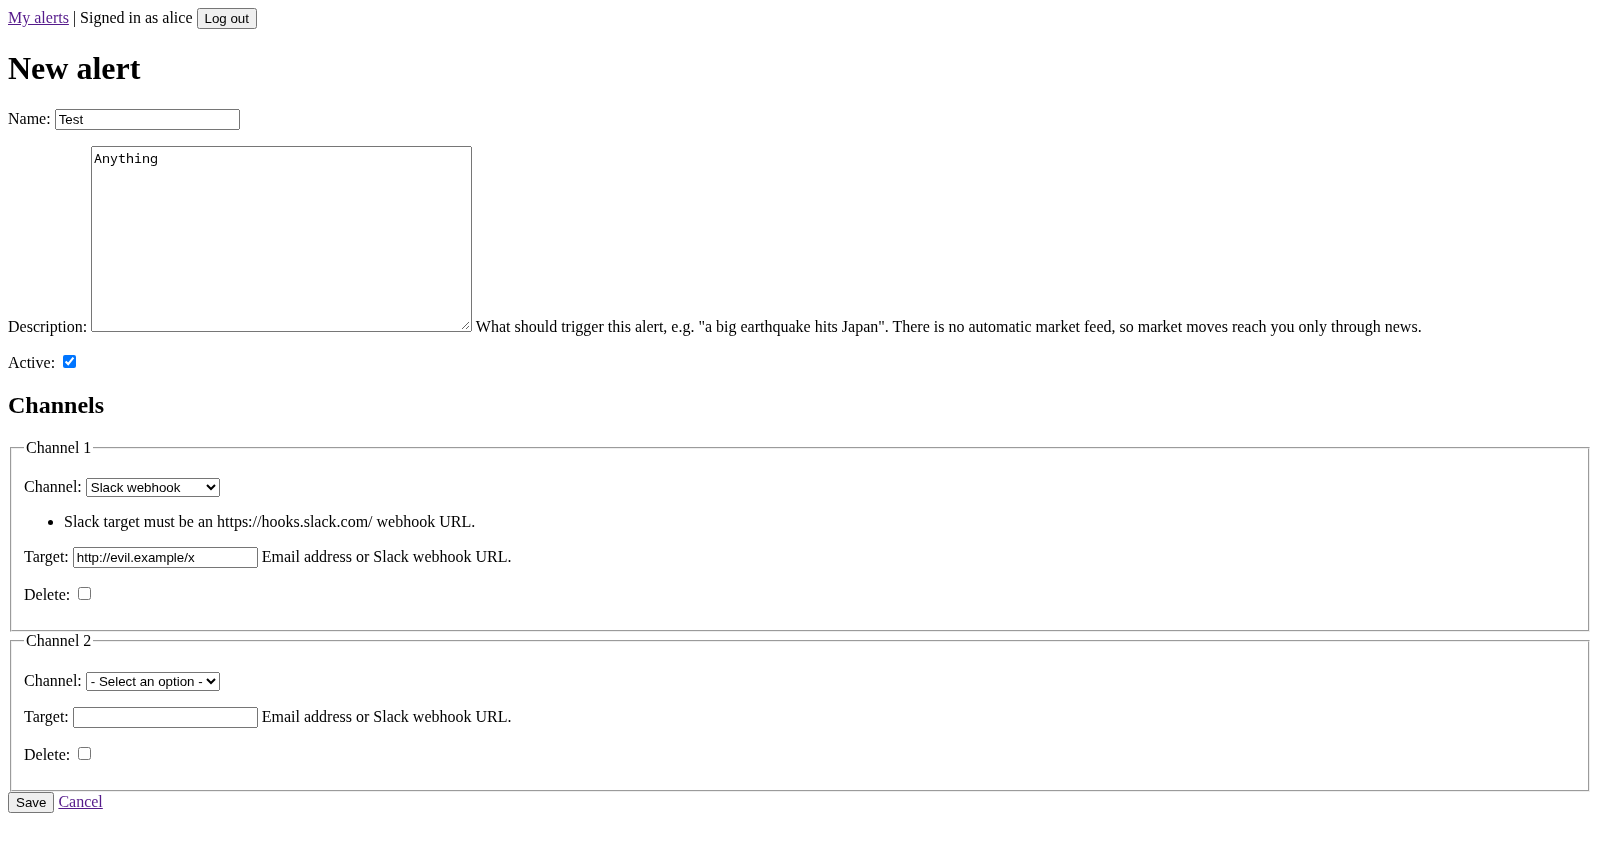 My alerts | Signed in as alice Log out
New alert
Name: Test
Anything
Description: What should trigger this alert, e.g. "a big earthquake hits Japan". There is no automatic market feed, so market moves reach you only through news.
Active:
Channels
Channel 1
Channel: Slack webhook
Slack target must be an https://hooks.slack.com/ webhook URL.
Target: http://evil.example/x Email address or Slack webhook URL.
Delete:
Channel 2
Channel: - Select an option -
Target: Email address or Slack webhook URL.
Delete:
Save Cancel